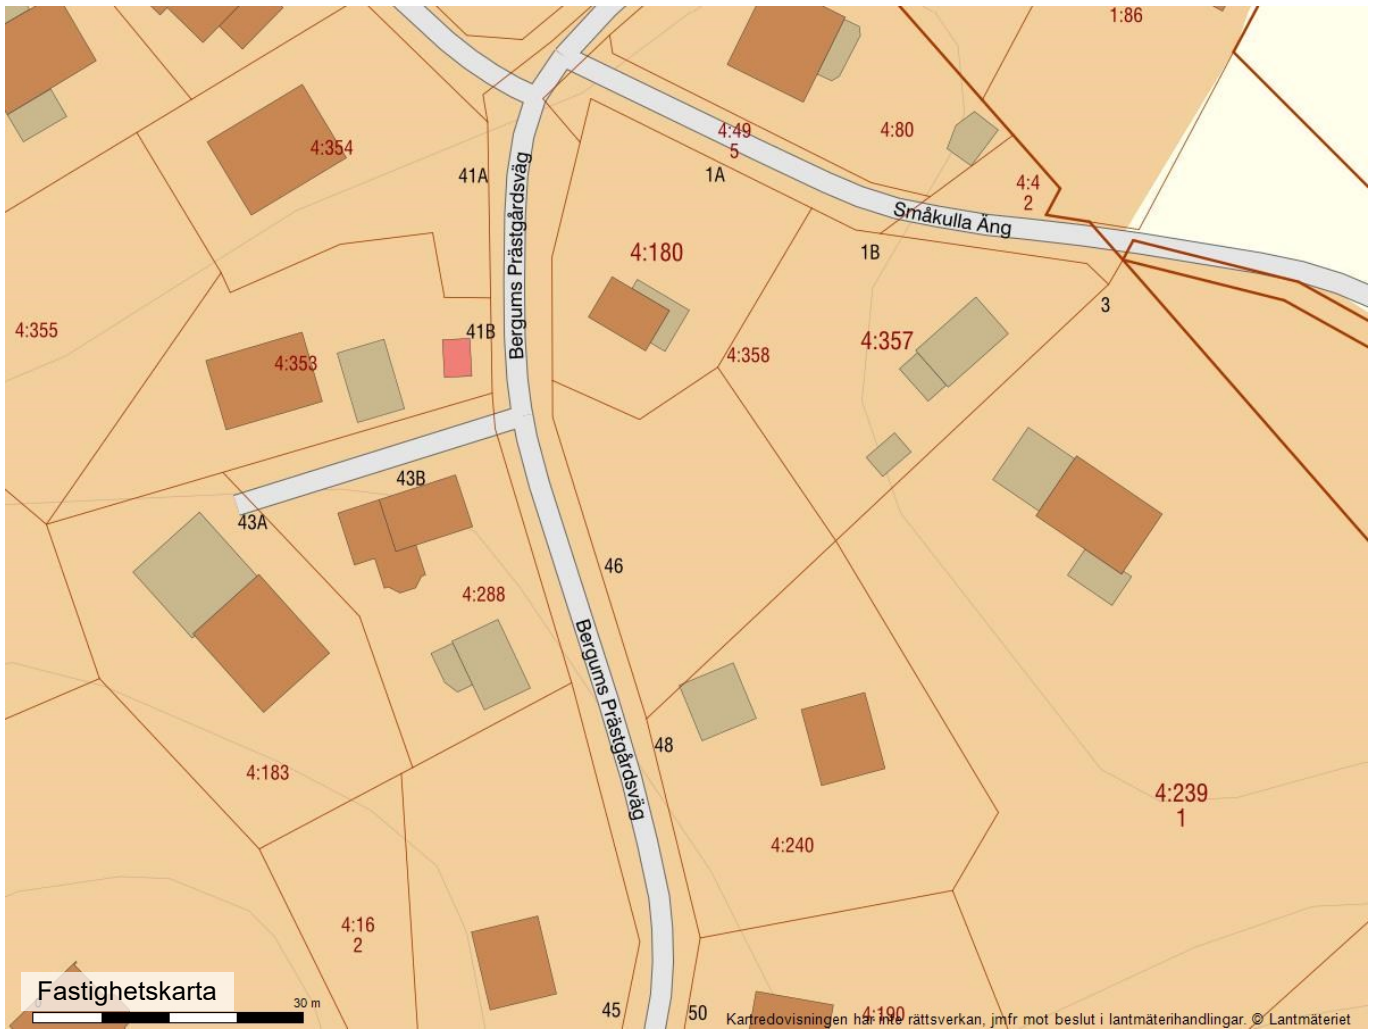 1:86
4:80
4:49
5
4:354
41A
1A
4:4
2
Småkulla Äng
Bergums Prästgårdsväg
4:180
1B
3
4:355
41B
4:353
4:358
4:357
43B
43A
46
4:288
Bergums Prästgårdsväg
48
4:183
4:239
1
4:240
4:16
2
Fastighetskarta
0
30 m
45
50
4:190
Kartredovisningen har inte rättsverkan, jmfr mot beslut i lantmäterihandlingar. © Lantmäteriet